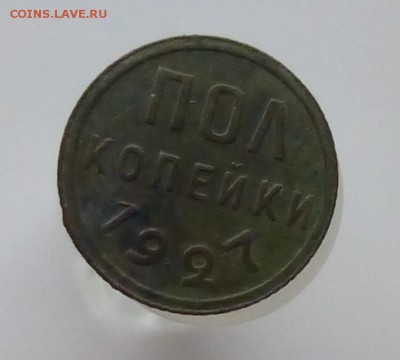 COINS.LAVE.RU
ПОЛ
КОПЕЙКИ
1927